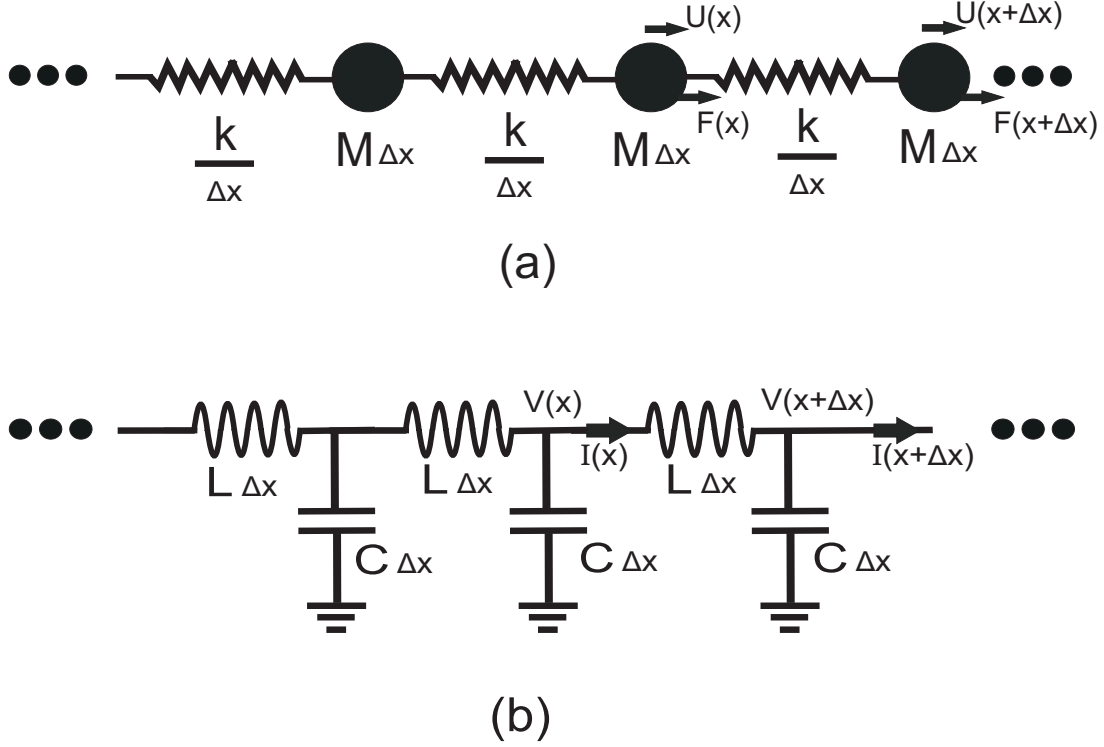 U(x) U(x+Δx)
F(x) F(x+Δx)
k/Δx MΔx k/Δx MΔx k/Δx MΔx
(a)
V(x) V(x+Δx)
I(x) I(x+Δx)
LΔx LΔx LΔx
CΔx CΔx CΔx
(b)